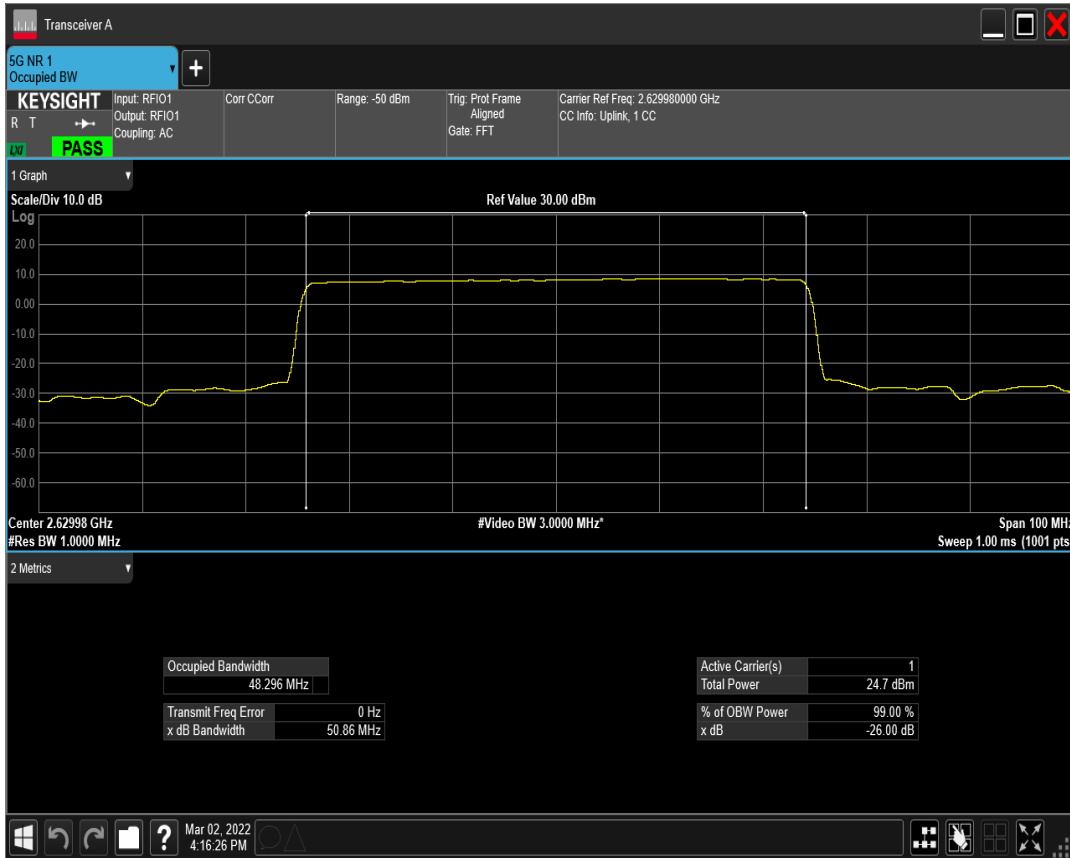 Transceiver A
5G NR 1
Occupied BW
KEYSIGHT
R T
LXI
PASS
Input: RFIO1
Output: RFIO1
Coupling: AC
Corr CCorr
Range: -50 dBm
Trig: Prot Frame
Aligned
Gate: FFT
Carrier Ref Freq: 2.629980000 GHz
CC Info: Uplink, 1 CC
1 Graph
Scale/Div 10.0 dB
Ref Value 30.00 dBm
Log
20.0
10.0
0.00
-10.0
-20.0
-30.0
-40.0
-50.0
-60.0
Center 2.62998 GHz
#Video BW 3.0000 MHz*
Span 100 MHz
#Res BW 1.0000 MHz
Sweep 1.00 ms (1001 pts
2 Metrics
Occupied Bandwidth
48.296 MHz
Transmit Freq Error 0 Hz
x dB Bandwidth 50.86 MHz
Active Carrier(s) 1
Total Power 24.7 dBm
% of OBW Power 99.00 %
x dB -26.00 dB
?
Mar 02, 2022
4:16:26 PM